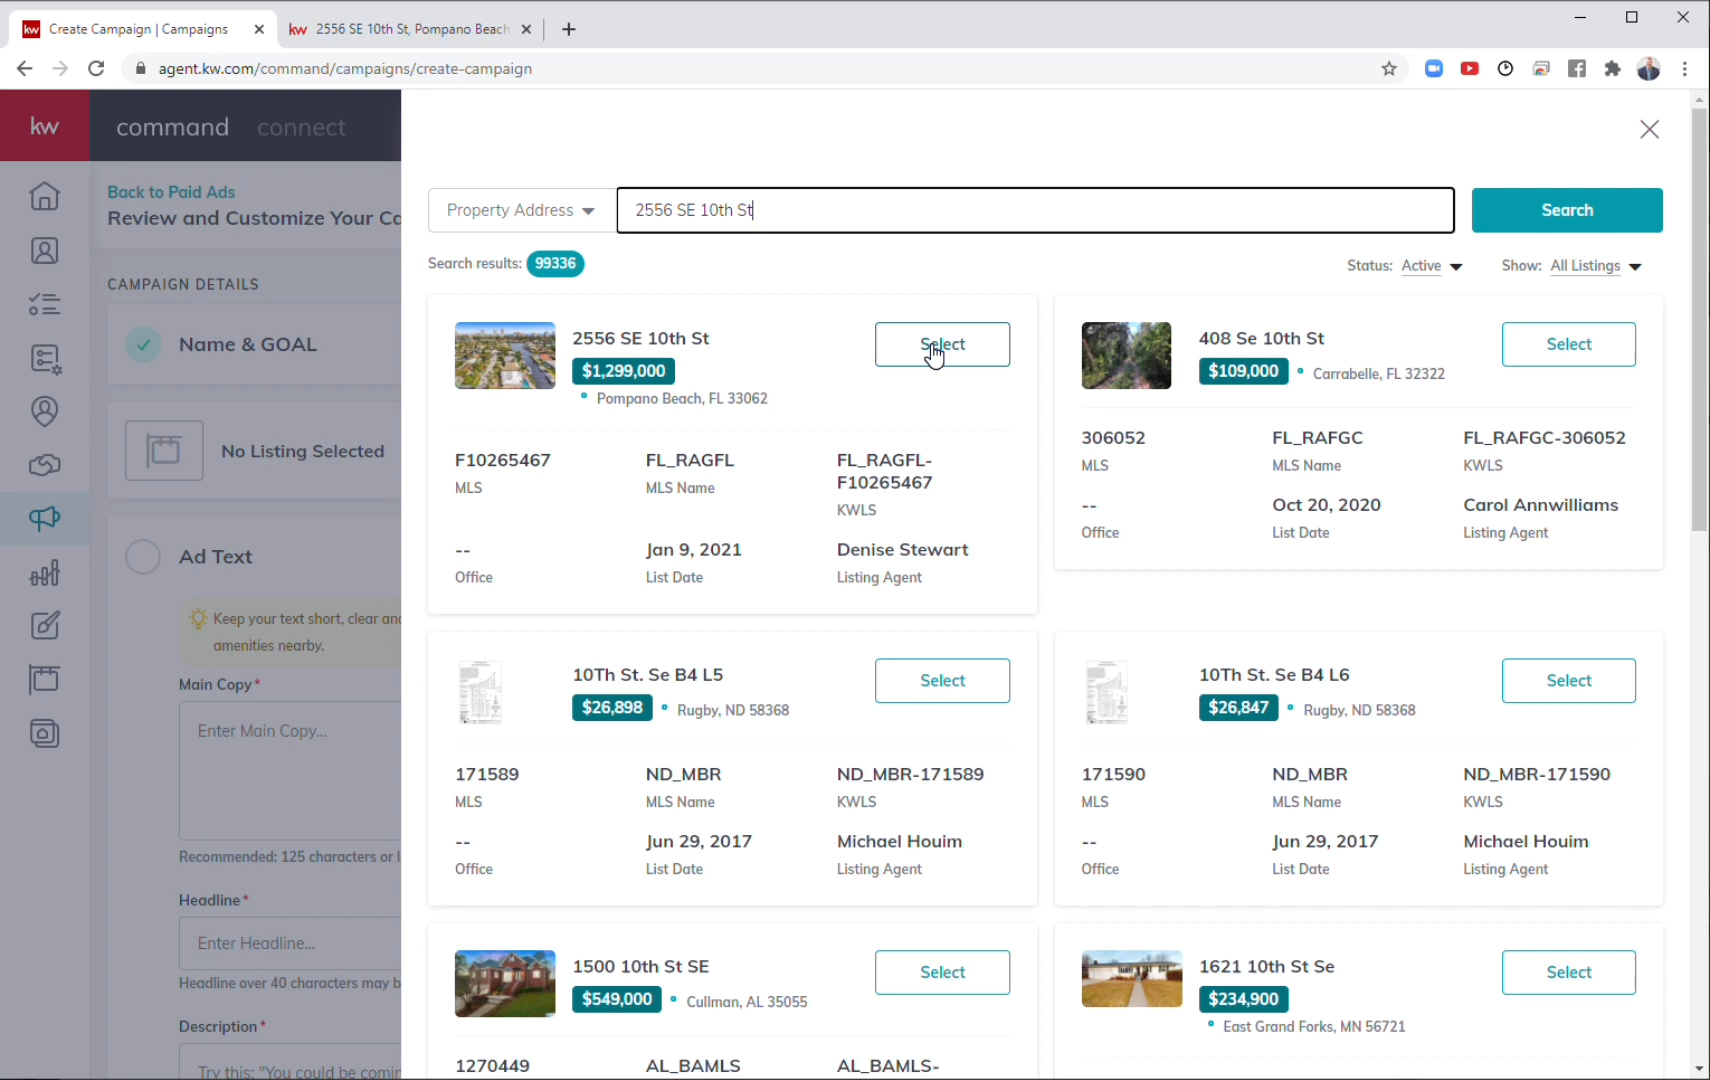 kw Create Campaign | Campaigns
kw 2556 SE 10th St, Pompano Beach
agent.kw.com/command/campaigns/create-campaign
kw
command connect
Back to Paid Ads
Review and Customize Your Ca
CAMPAIGN DETAILS
Name & GOAL
No Listing Selected
Ad Text
Keep your text short, clear and
amenities nearby.
Main Copy*
Enter Main Copy...
Recommended: 125 characters or l
Headline*
Enter Headline...
Headline over 40 characters may b
Description*
Try this: "You could be comin
Property Address
2556 SE 10th St
Search
Search results: 99336
Status: Active
Show: All Listings
2556 SE 10th St
Select
$1,299,000
Pompano Beach, FL 33062
F10265467
MLS
FL_RAGFL
MLS Name
FL_RAGFL-
F10265467
KWLS
--
Office
Jan 9, 2021
List Date
Denise Stewart
Listing Agent
408 Se 10th St
Select
$109,000
Carrabelle, FL 32322
306052
MLS
FL_RAFGC
MLS Name
FL_RAFGC-306052
KWLS
--
Office
Oct 20, 2020
List Date
Carol Annwilliams
Listing Agent
10Th St. Se B4 L5
Select
$26,898
Rugby, ND 58368
171589
MLS
ND_MBR
MLS Name
ND_MBR-171589
KWLS
--
Office
Jun 29, 2017
List Date
Michael Houim
Listing Agent
10Th St. Se B4 L6
Select
$26,847
Rugby, ND 58368
171590
MLS
ND_MBR
MLS Name
ND_MBR-171590
KWLS
--
Office
Jun 29, 2017
List Date
Michael Houim
Listing Agent
1500 10th St SE
Select
$549,000
Cullman, AL 35055
1270449
AL_BAMLS
AL_BAMLS-
1621 10th St Se
Select
$234,900
East Grand Forks, MN 56721